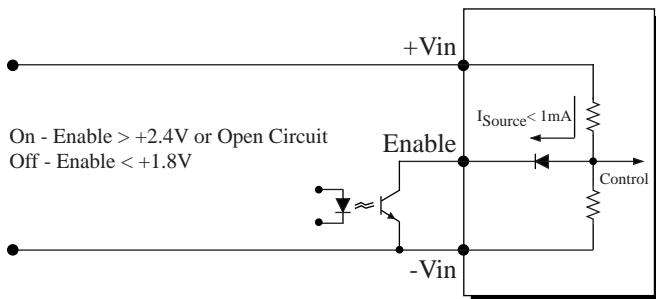 +Vin
ISource< 1mA
On - Enable > +2.4V or Open Circuit
Off - Enable < +1.8V
Enable
Control
-Vin